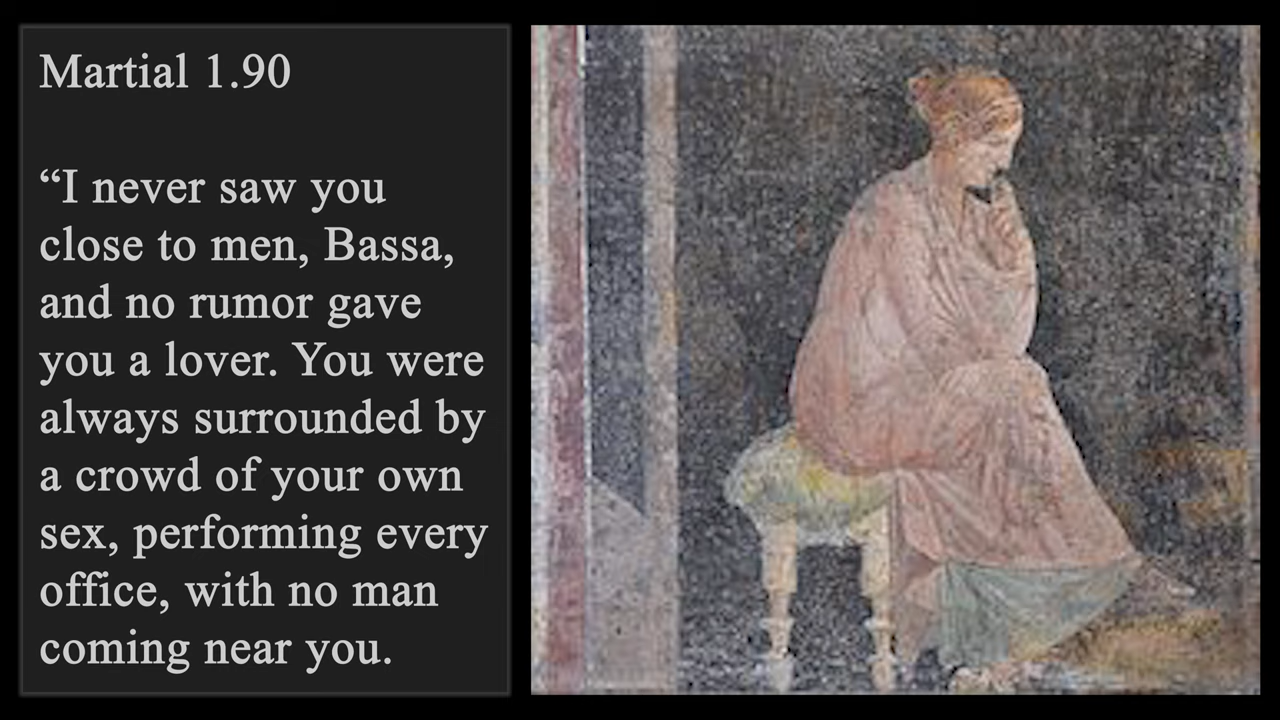 Martial 1.90
“I never saw you
close to men, Bassa,
and no rumor gave
you a lover. You were
always surrounded by
a crowd of your own
sex, performing every
office, with no man
coming near you.